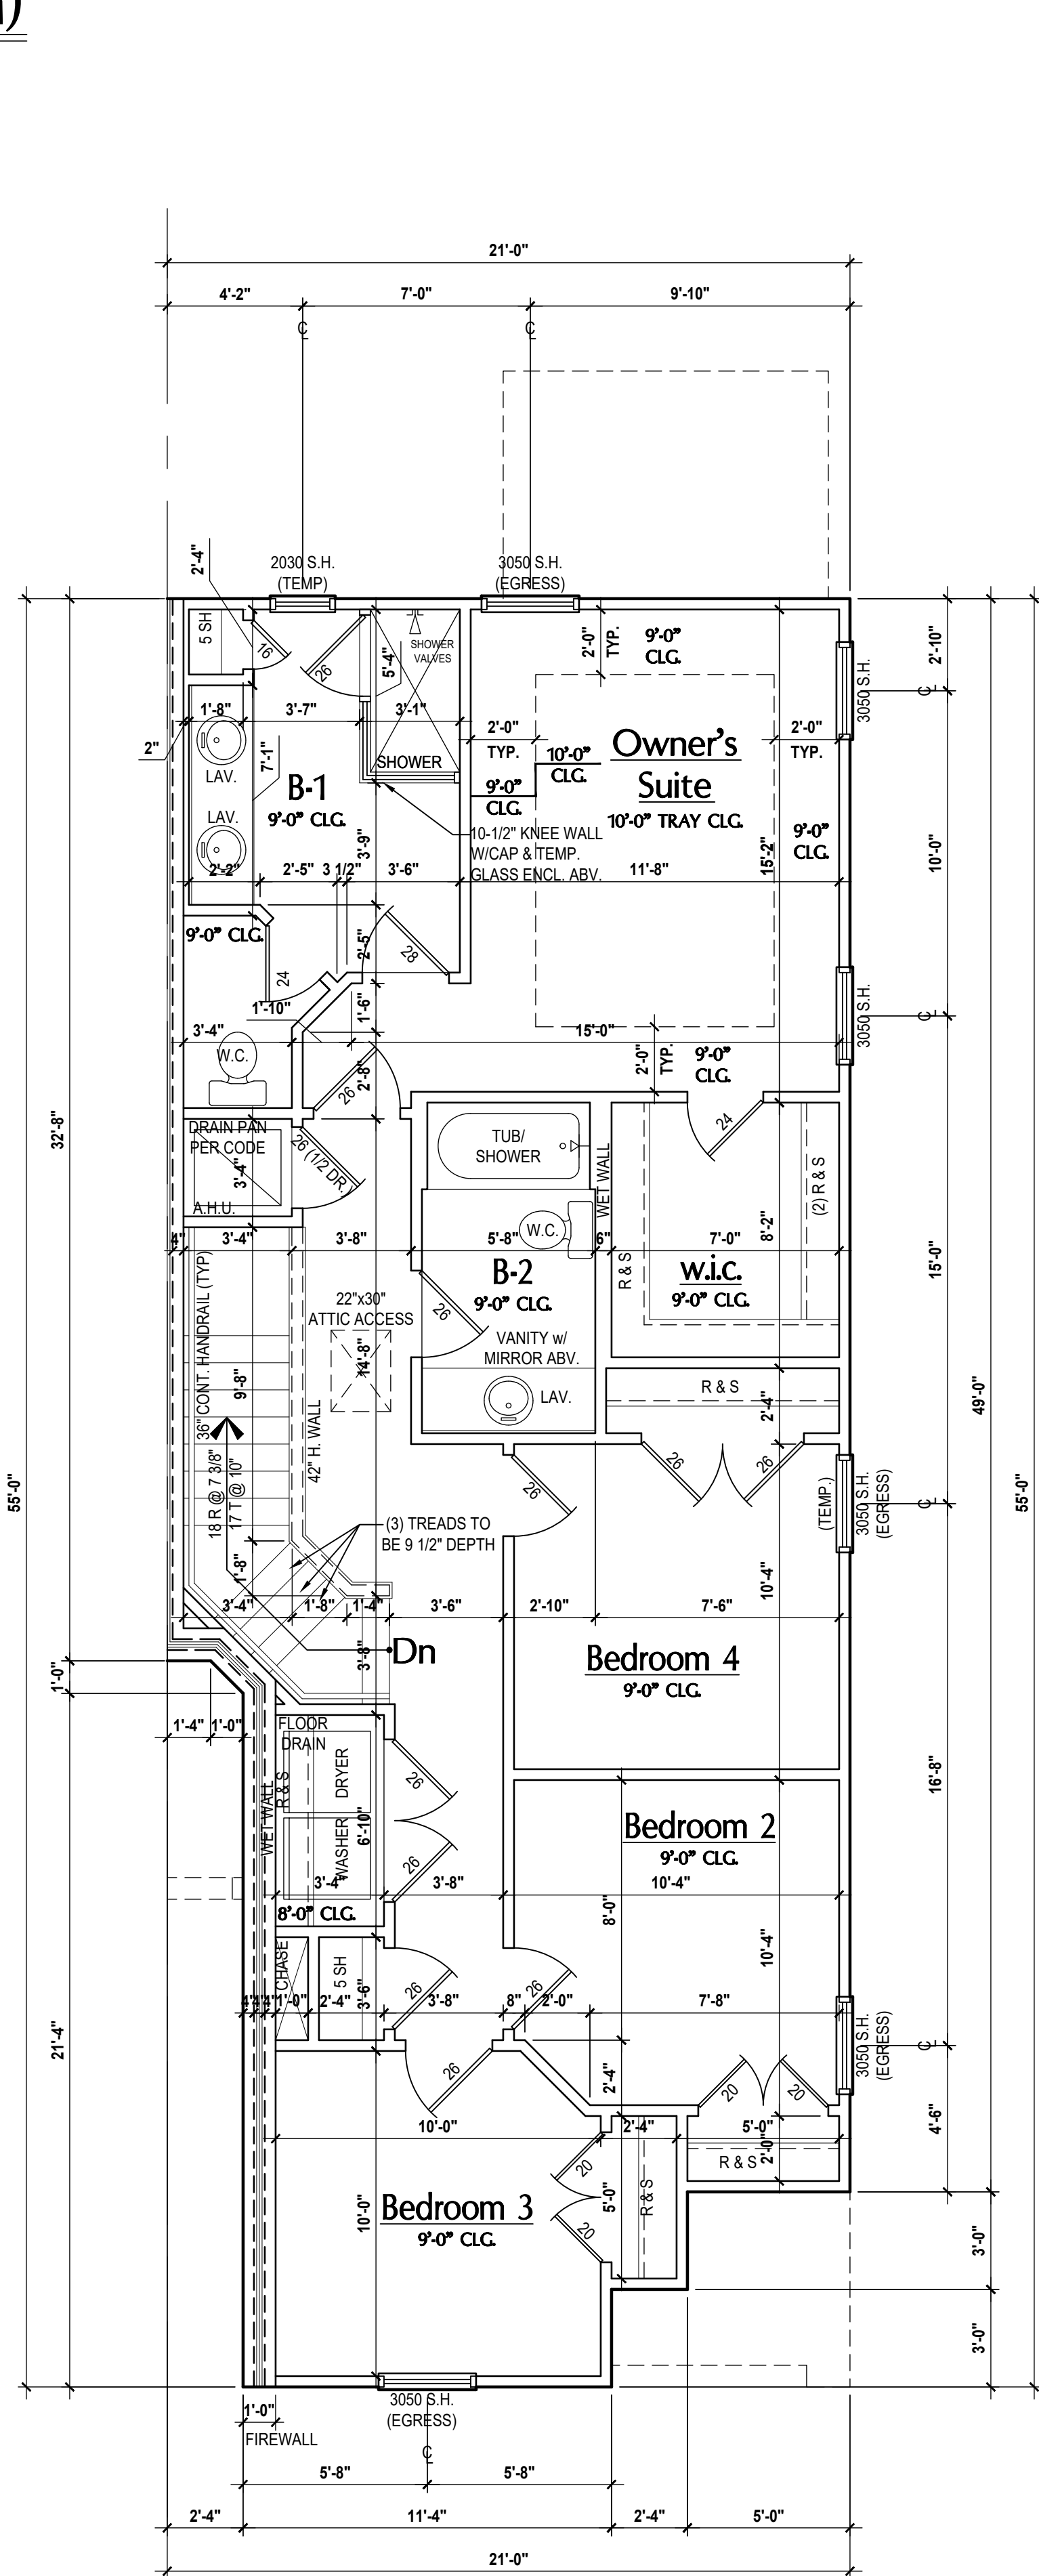 21'-0"
4'-2"
7'-0"
9'-10"
2'-4"
2030 S.H.
(TEMP)
3050 S.H.
(EGRESS)
5 SH
16
26
5'-4"
SHOWER
VALVES
2'-0"
TYP.
9'-0"
CLG.
2'-10"
3050 S.H.
1'-8"
3'-7"
3'-1"
2"
LAV.
7'-1"
SHOWER
2'-0"
TYP.
10'-0"
CLG.
9'-0"
CLG.
Owner's
Suite
10'-0" TRAY CLG.
2'-0"
TYP.
B-1
9'-0" CLG.
LAV.
3'-9"
10-1/2" KNEE WALL
W/CAP & TEMP.
GLASS ENCL. ABV.
15'-2"
9'-0"
CLG.
10'-0"
2'-2"
2'-5"
3 1/2"
3'-6"
11'-8"
9'-0" CLG.
2'-5"
28
24
1'-10"
1'-6"
3'-4"
15'-0"
3050 S.H.
W.C.
2'-8"
26
2'-0"
TYP.
9'-0"
CLG.
32'-8"
DRAIN PAN
PER CODE
3'-4"
A.H.U.
26 (1/2 DR.)
TUB/
SHOWER
WET WALL
24
(2) R & S
4"
3'-4"
3'-8"
5'-8"
W.C.
6"
7'-0"
8'-2"
15'-0"
R & S
B-2
9'-0" CLG.
W.I.C.
9'-0" CLG.
36" CONT. HANDRAIL (TYP)
22"x30"
ATTIC ACCESS
26
VANITY w/
MIRROR ABV.
14'-8"
9'-8"
LAV.
R & S
2'-4"
49'-0"
42" H. WALL
18 R @ 7 3/8"
17 T @ 10"
26
26
26
(TEMP.)
3050 S.H.
(EGRESS)
55'-0"
55'-0"
(3) TREADS TO
BE 9 1/2" DEPTH
1'-8"
10'-4"
3'-4"
1'-8"
1'-4"
3'-6"
2'-10"
7'-6"
3'-8"
Dn
Bedroom 4
9'-0" CLG.
1'-0"
1'-4"
1'-0"
FLOOR
DRAIN
R & S
DRYER
26
16'-8"
WET WALL
WASHER
6'-10"
26
Bedroom 2
9'-0" CLG.
3'-4"
3'-8"
10'-4"
8'-0"
8'-0" CLG.
CHASE
5 SH
3'-6"
26
26
10'-4"
4"
4"
4"
1'-0"
2'-4"
3'-8"
8"
2'-0"
7'-8"
3050 S.H.
(EGRESS)
21'-4"
26
2'-4"
20
20
4'-6"
10'-0"
2'-4"
5'-0"
2'-0"
R & S
20
5'-0"
R & S
20
Bedroom 3
9'-0" CLG.
10'-0"
3'-0"
3'-0"
3050 S.H.
(EGRESS)
1'-0"
FIREWALL
5'-8"
5'-8"
2'-4"
11'-4"
2'-4"
5'-0"
21'-0"